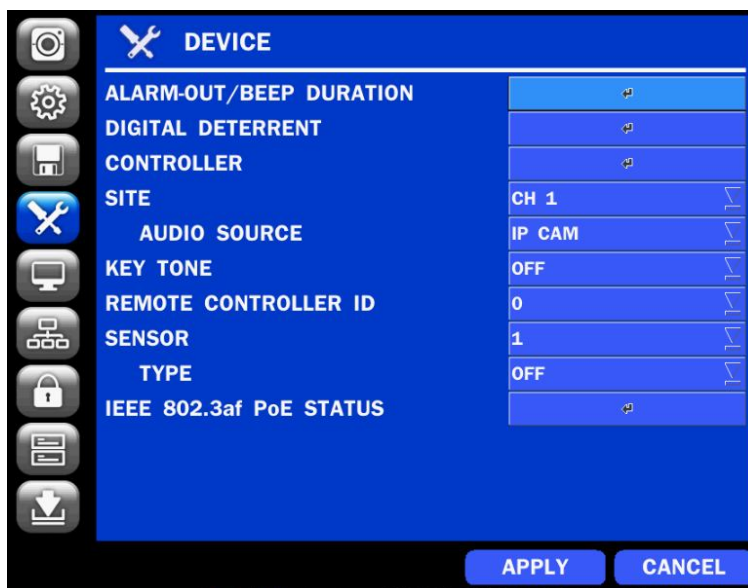 DEVICE
ALARM-OUT/BEEP DURATION
DIGITAL DETERRENT
CONTROLLER
SITE CH 1
AUDIO SOURCE IP CAM
KEY TONE OFF
REMOTE CONTROLLER ID 0
SENSOR 1
TYPE OFF
IEEE 802.3af PoE STATUS
APPLY CANCEL